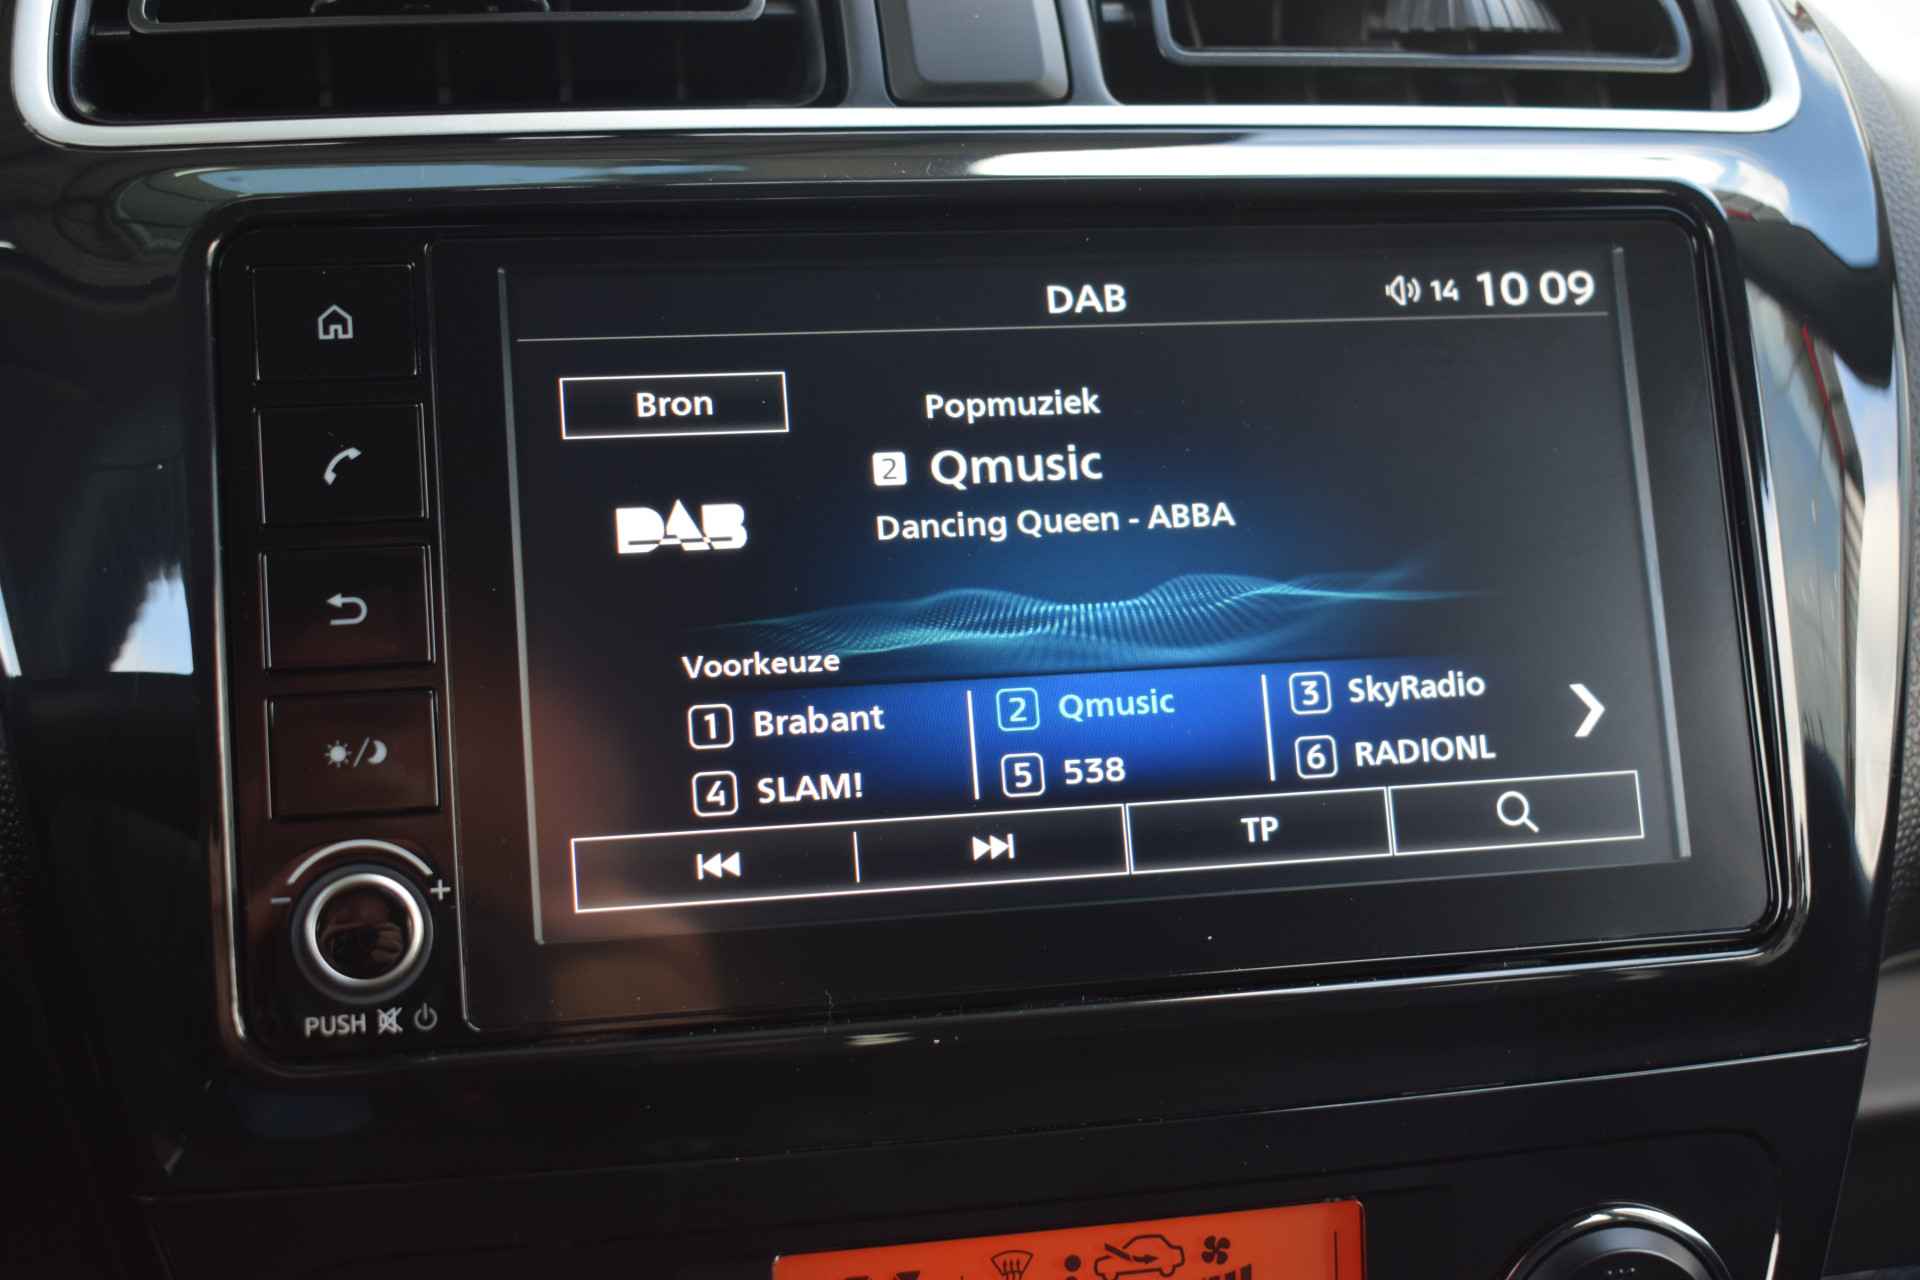 DAB 14 10 09
Bron Popmuziek
2 Qmusic
DAB Dancing Queen - ABBA
Voorkeuze
1 Brabant 2 Qmusic 3 SkyRadio
4 SLAM! 5 538 6 RADIONL
TP
- +
PUSH